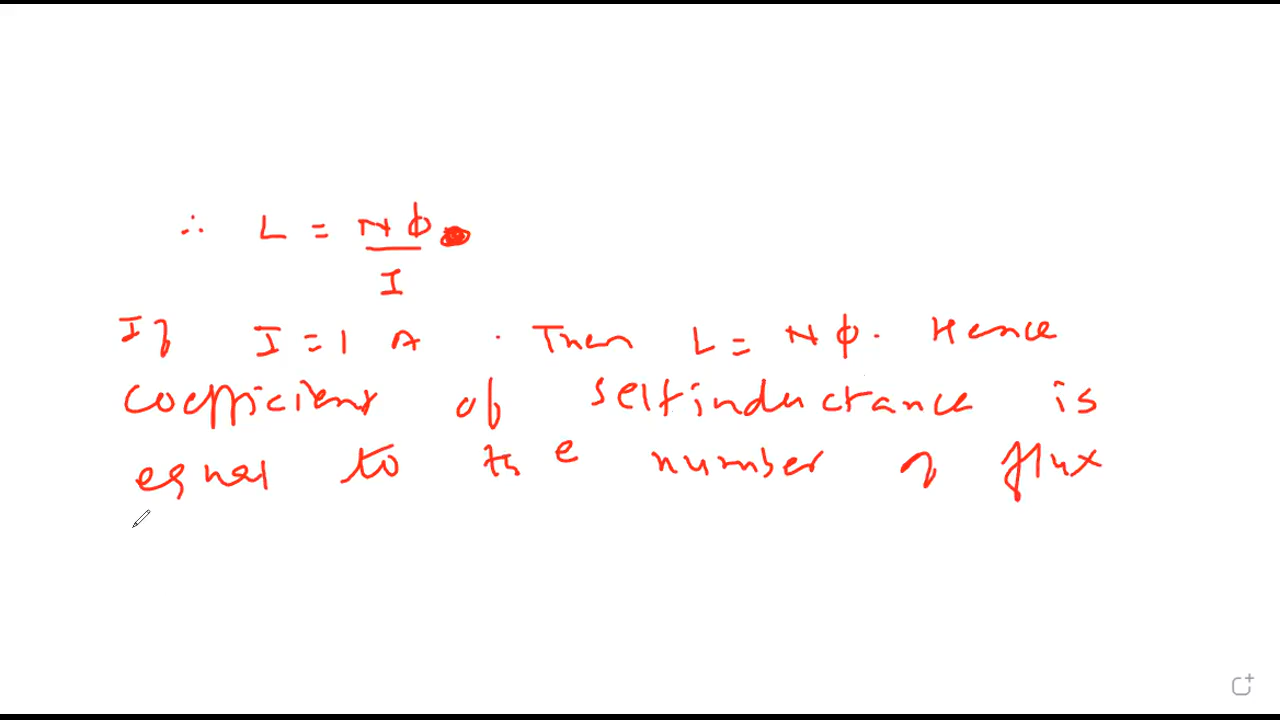 ∴ L = Nϕ / I
If I = 1 A . Then L = Nϕ. Hence
coefficient of selfinductance is
equal to the number of flux